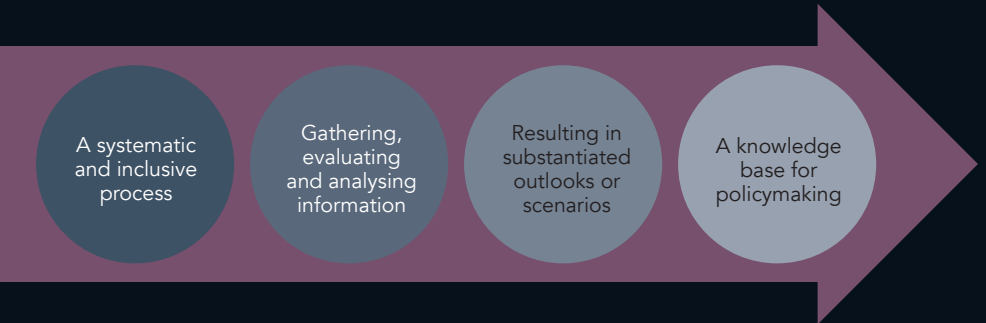 A systematic
and inclusive
process
Gathering,
evaluating
and analysing
information
Resulting in
substantiated
outlooks or
scenarios
A knowledge
base for
policymaking